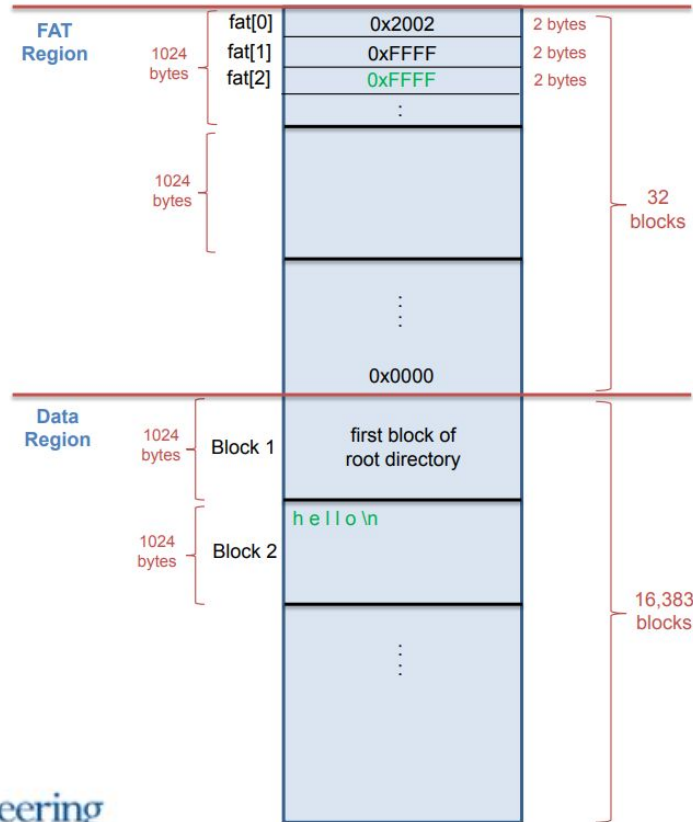 FAT
Region
1024
bytes
fat[0] 0x2002 2 bytes
fat[1] 0xFFFF 2 bytes
fat[2] 0xFFFF 2 bytes
:
1024
bytes
32
blocks
0x0000
Data
Region
1024
bytes
Block 1
first block of
root directory
1024
bytes
Block 2
h e l l o \n
16,383
blocks
eering